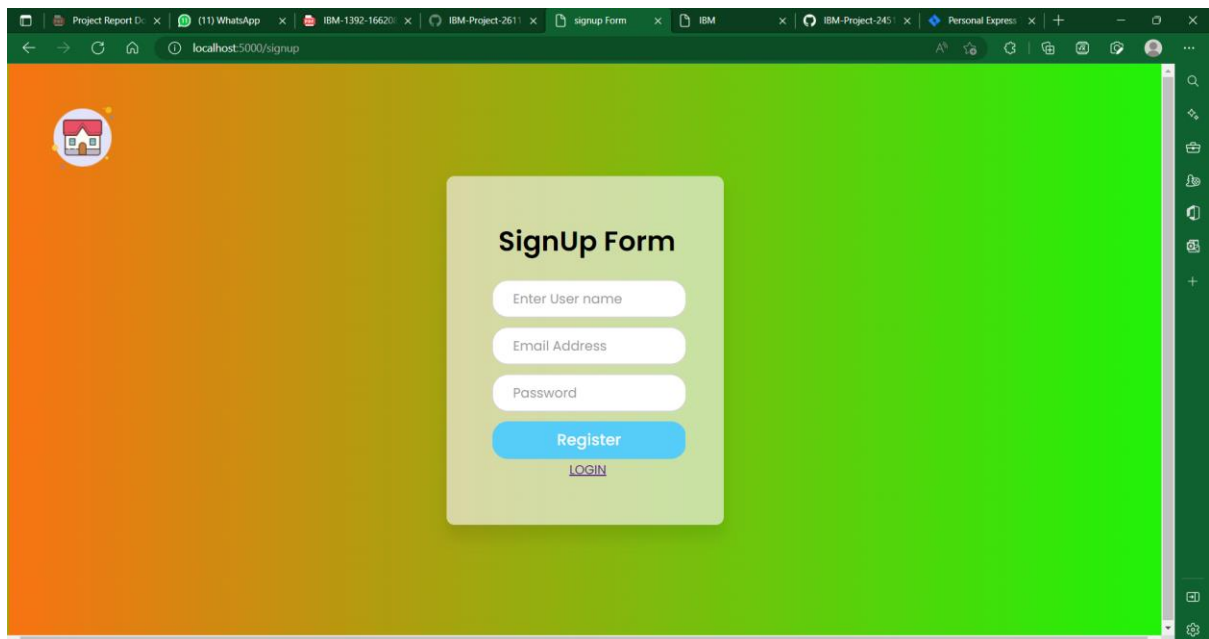 Project Report Do
(11) WhatsApp
IBM-1392-16620
IBM-Project-2611
signup Form
IBM
IBM-Project-245
Personal Express
localhost:5000/signup
SignUp Form
Enter User name
Email Address
Password
Register
LOGIN